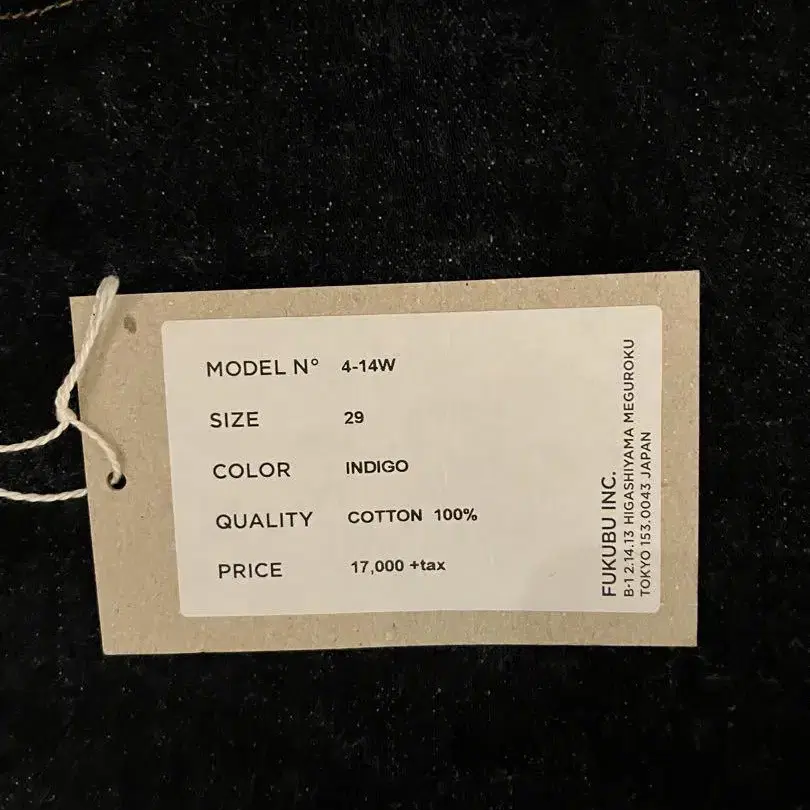 MODEL N° 4-14W
SIZE 29
COLOR INDIGO
QUALITY COTTON 100%
PRICE 17,000 +tax
FUKUBU INC.
B-1 2.14.13 HIGASHIYAMA MEGUROKU
TOKYO 153.0043 JAPAN